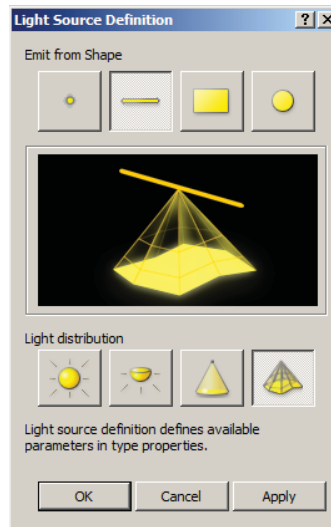 Light Source Definition
Emit from Shape
Light distribution
Light source definition defines available
parameters in type properties.
OK
Cancel
Apply